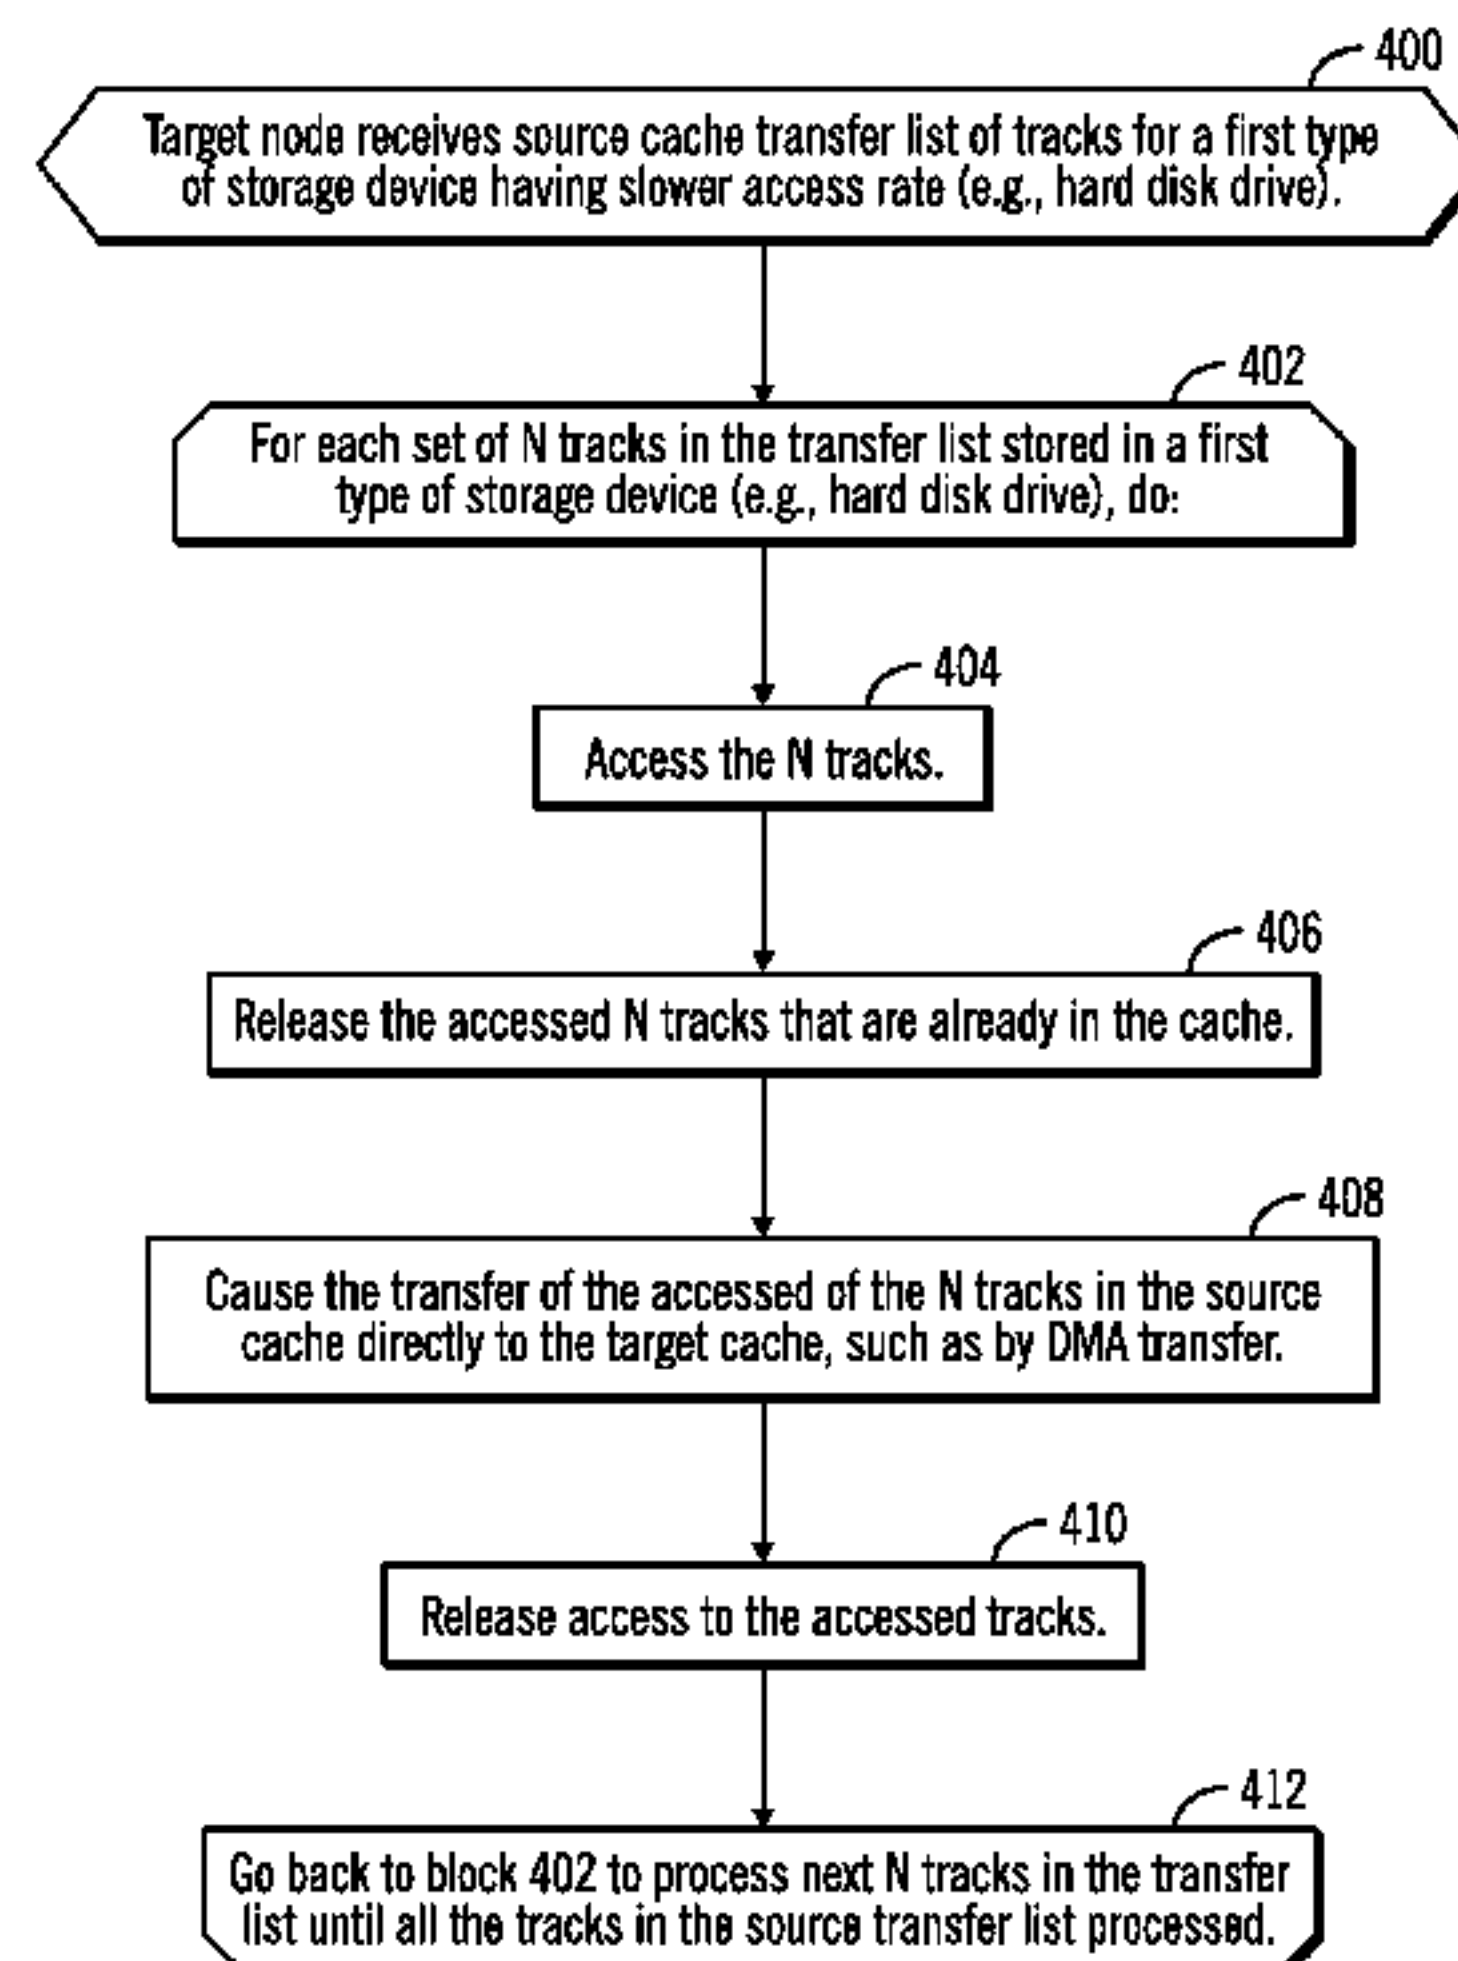 400
Target node receives source cache transfer list of tracks for a first type
of storage device having slower access rate (e.g., hard disk drive).
402
For each set of N tracks in the transfer list stored in a first
type of storage device (e.g., hard disk drive), do:
404
Access the N tracks.
406
Release the accessed N tracks that are already in the cache.
408
Cause the transfer of the accessed of the N tracks in the source
cache directly to the target cache, such as by DMA transfer.
410
Release access to the accessed tracks.
412
Go back to block 402 to process next N tracks in the transfer
list until all the tracks in the source transfer list processed.